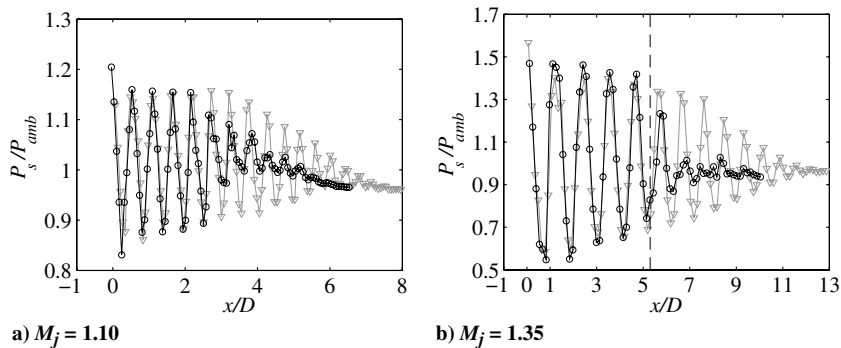 1.3
1.2
1.1
1
0.9
0.8
P_s/P_amb
−1 0 2 4 6 8
x/D
a) M_j = 1.10
1.7
1.5
1.3
1.1
0.9
0.7
0.5
P_s/P_amb
−1 0 1 3 5 7 9 11 13
x/D
b) M_j = 1.35